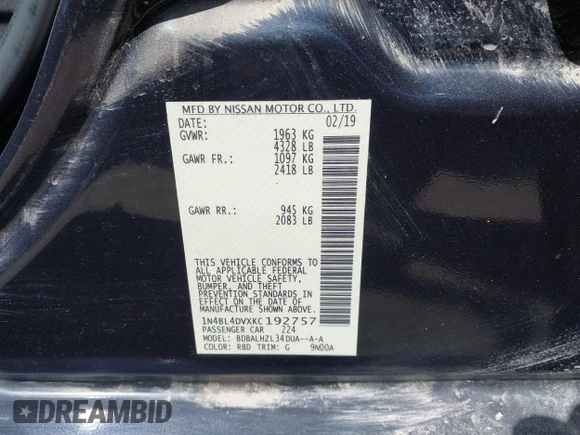 MFD BY NISSAN MOTOR CO., LTD.
DATE: 02/19
GVWR: 1963 KG
4328 LB
GAWR FR.: 1097 KG
2418 LB
GAWR RR.: 945 KG
2083 LB
THIS VEHICLE CONFORMS TO
ALL APPLICABLE FEDERAL
MOTOR VEHICLE SAFETY,
BUMPER, AND THEFT
PREVENTION STANDARDS IN
EFFECT ON THE DATE OF
MANUFACTURE SHOWN ABOVE.
1N4BL4DVXKC192757
PASSENGER CAR 224
MODEL: BDBALHZL34DUA--A-A
COLOR: RBD TRIM: G 9N00A
DREAMBID